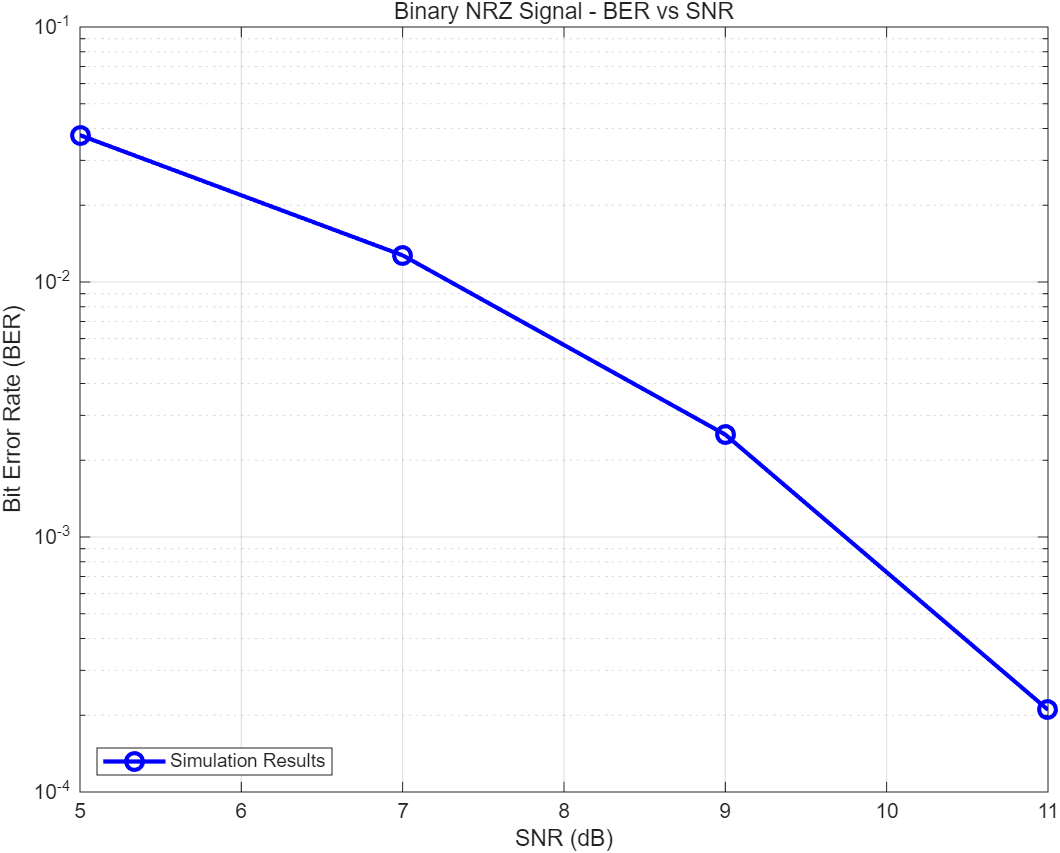 Binary NRZ Signal - BER vs SNR
10-1
10-2
10-3
10-4
Bit Error Rate (BER)
Simulation Results
5 6 7 8 9 10 11
SNR (dB)